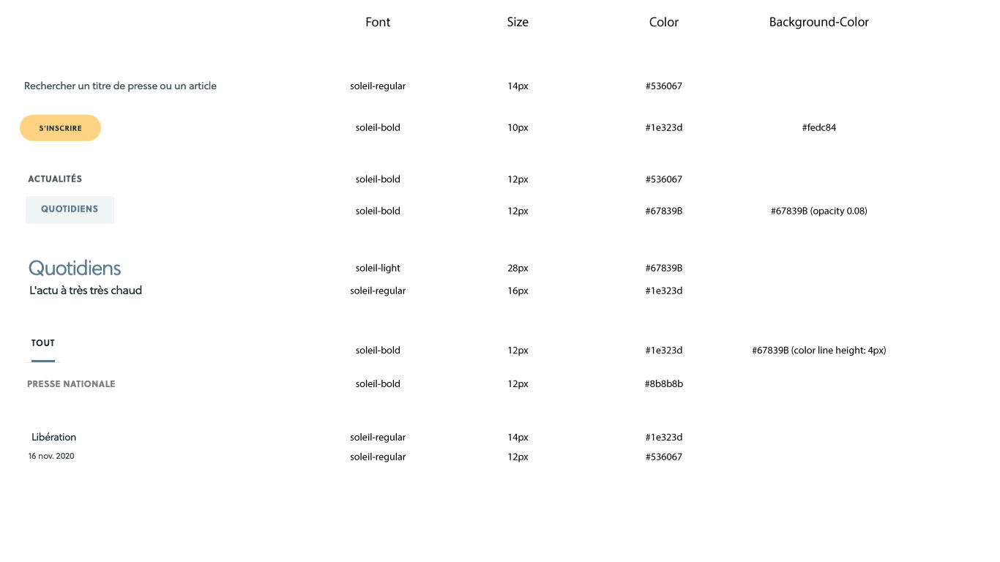 Font Size Color Background-Color
Rechercher un titre de presse ou un article soleil-regular 14px #536067
S'INSCRIRE soleil-bold 10px #1e323d #fedc84
ACTUALITÉS soleil-bold 12px #536067
QUOTIDIENS soleil-bold 12px #67839B #67839B (opacity 0.08)
Quotidiens soleil-light 28px #67839B
L'actu à très très chaud soleil-regular 16px #1e323d
TOUT soleil-bold 12px #1e323d #67839B (color line height: 4px)
PRESSE NATIONALE soleil-bold 12px #8b8b8b
Libération soleil-regular 14px #1e323d
16 nov. 2020 soleil-regular 12px #536067